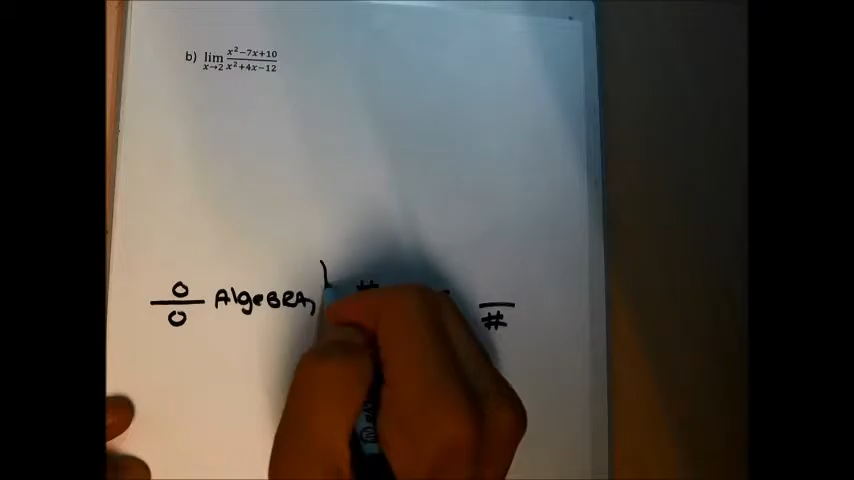 b) lim x→2 x²−7x+10 / x²+4x−12
0/0 AlgeBRA, # #